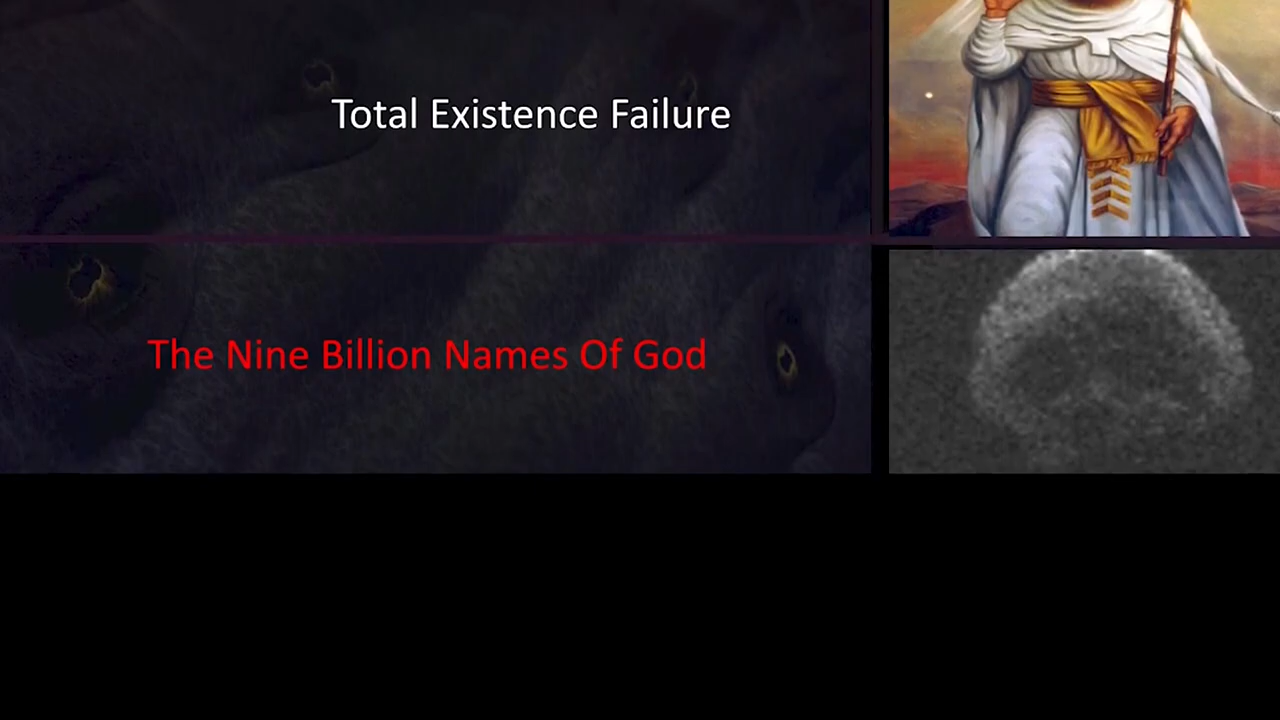 Total Existence Failure
The Nine Billion Names Of God